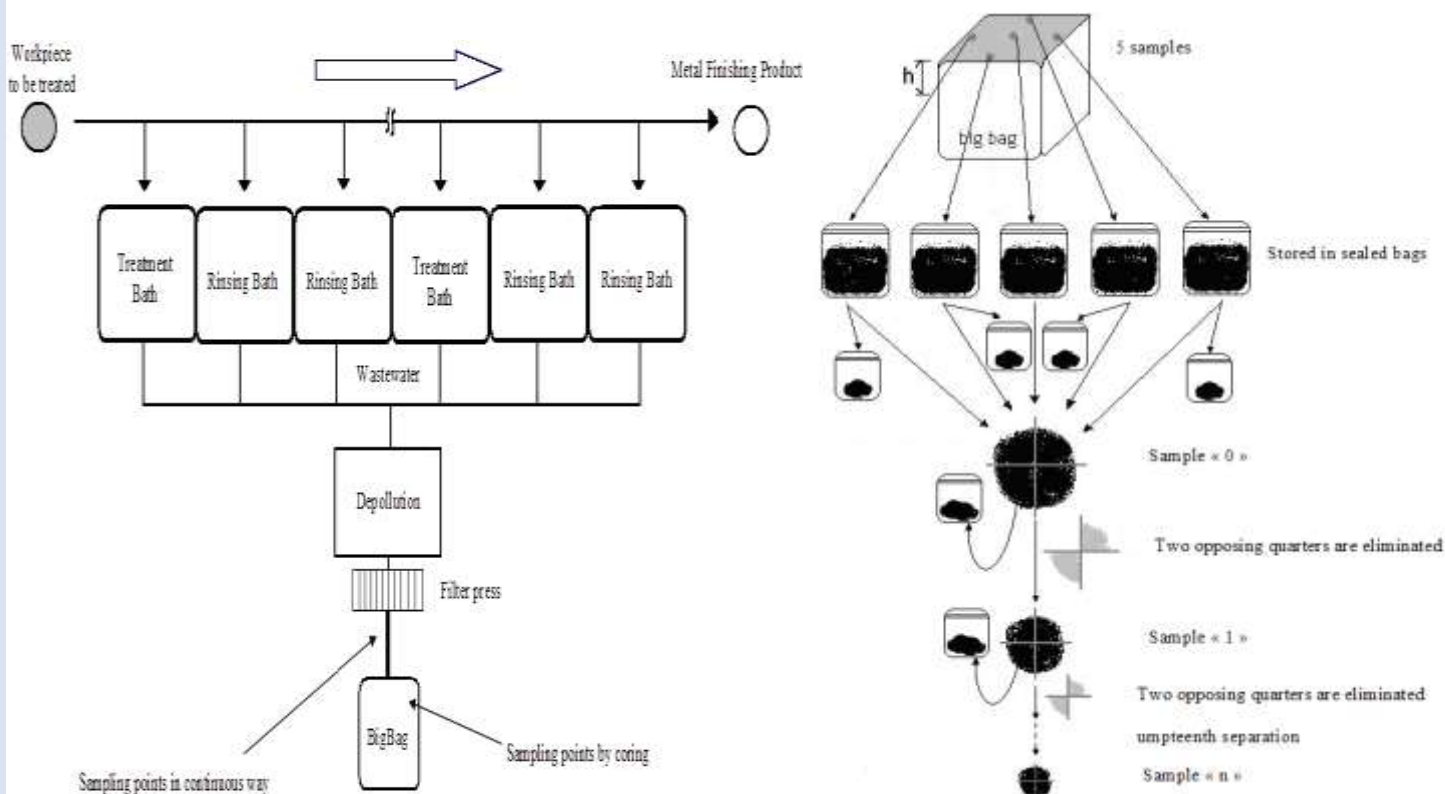 Workpiece
to be treated
Metal Finishing Product
Treatment
Bath
Rinsing Bath
Rinsing Bath
Treatment
Bath
Rinsing Bath
Rinsing Bath
Wastewater
Depollution
Filter press
BigBag
Sampling points by coring
Sampling points in continuous way
5 samples
h
big bag
Stored in sealed bags
Sample « 0 »
Two opposing quarters are eliminated
Sample « 1 »
Two opposing quarters are eliminated
umpteenth separation
Sample « n »